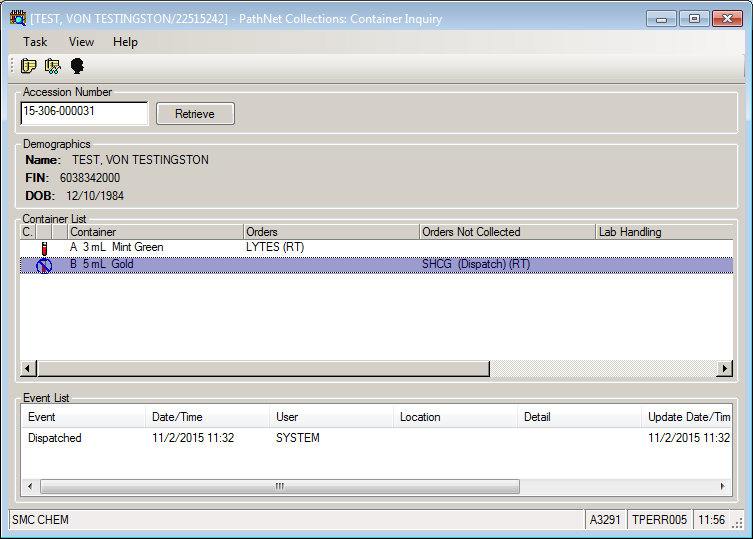 [TEST, VON TESTINGSTON/22515242] - PathNet Collections: Container Inquiry
Task View Help
Accession Number
15-306-000031 Retrieve
Demographics
Name: TEST, VON TESTINGSTON
FIN: 6038342000
DOB: 12/10/1984
Container List
C. Container Orders Orders Not Collected Lab Handling
A 3 mL Mint Green LYTES (RT)
B 5 mL Gold SHCG (Dispatch) (RT)
Event List
Event Date/Time User Location Detail Update Date/Tim
Dispatched 11/2/2015 11:32 SYSTEM 11/2/2015 11:32
SMC CHEM A3291 TPERR005 11:56